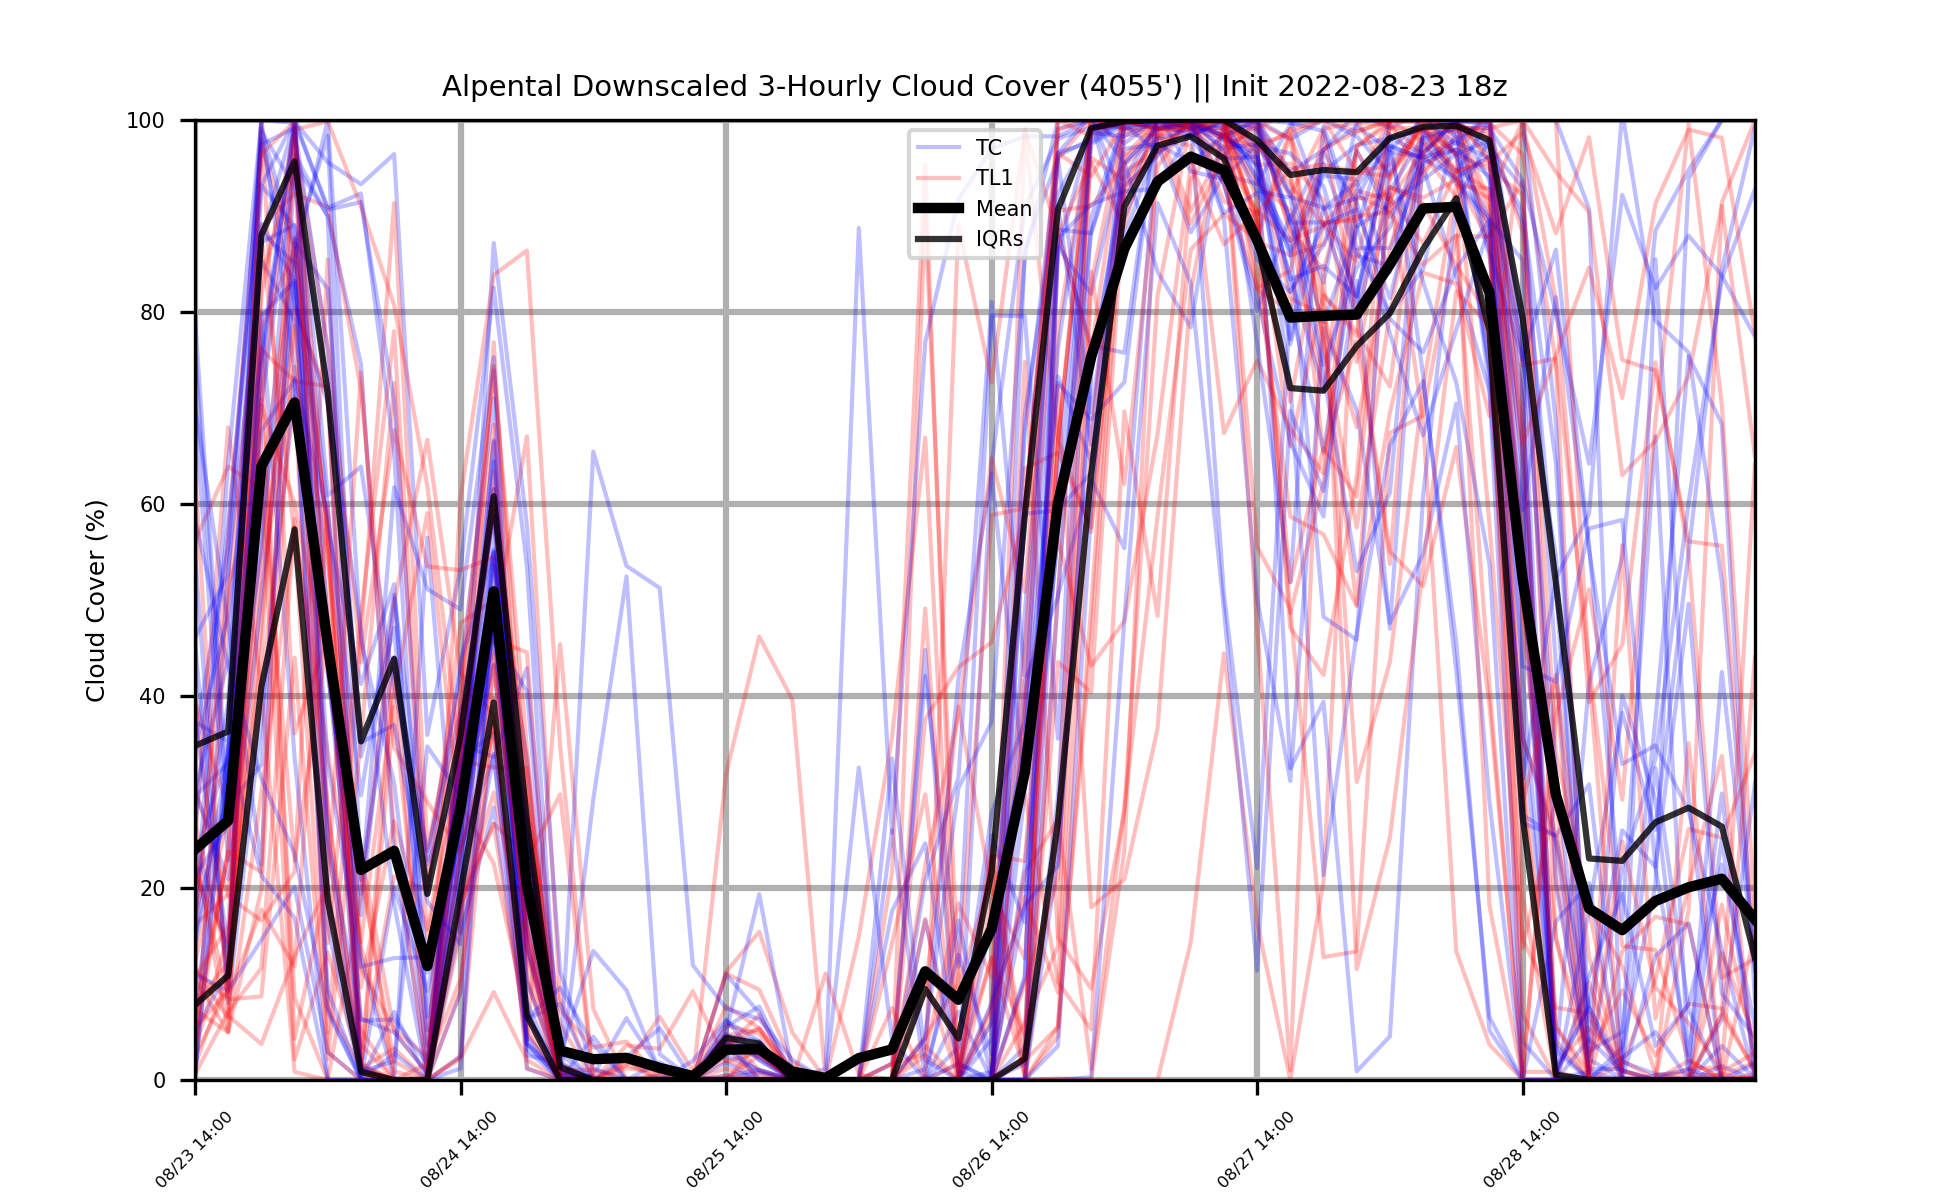 Alpental Downscaled 3-Hourly Cloud Cover (4055') || Init 2022-08-23 18z
Cloud Cover (%)
100
80
60
40
20
0
TC
TL1
Mean
IQRs
08/23 14:00
08/24 14:00
08/25 14:00
08/26 14:00
08/27 14:00
08/28 14:00